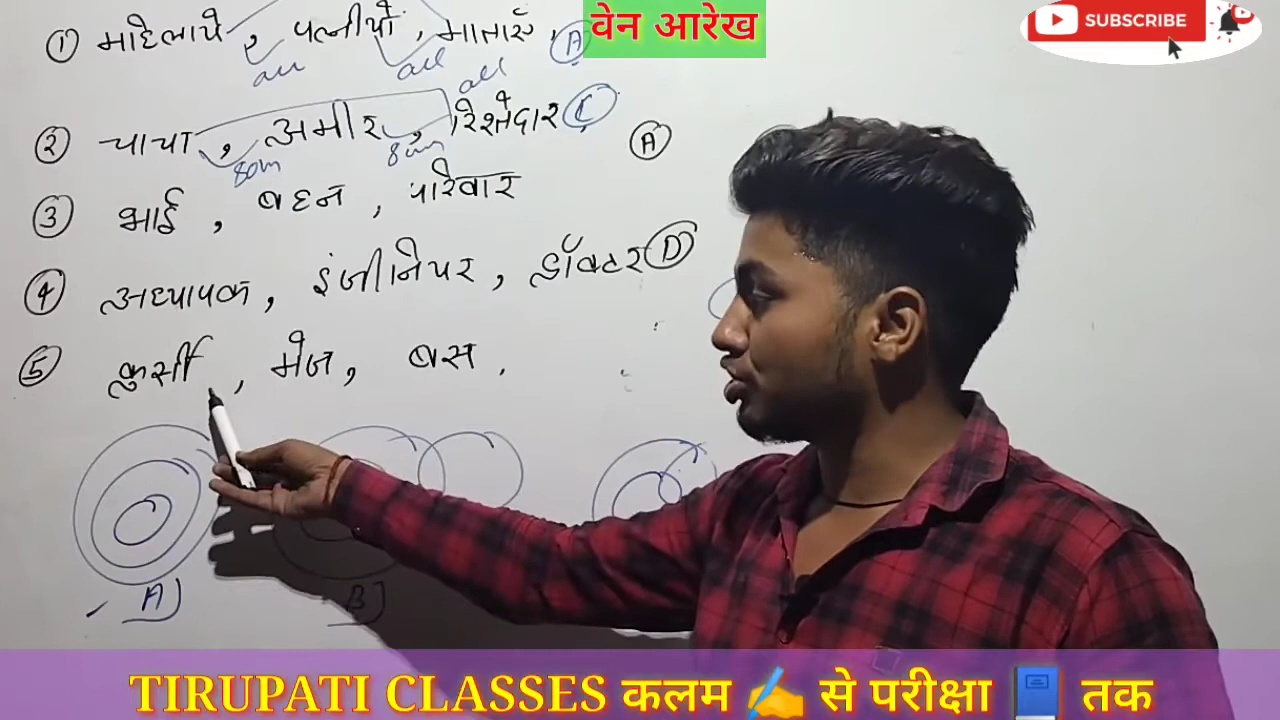 वेन आरेख
SUBSCRIBE
① महिलायें, पत्नीयाँ, माताएँ, Ⓐ
all all all
② चाचा, अमीर, रिश्तेदार Ⓒ
som som
Ⓐ
③ भाई, बहन, परिवार
④ अध्यापक, इंजीनियर, डॉक्टर Ⓓ
⑤ कुर्सी, मेज, बस.
A) B)
TIRUPATI CLASSES कलम ✍️ से परीक्षा 📘 तक